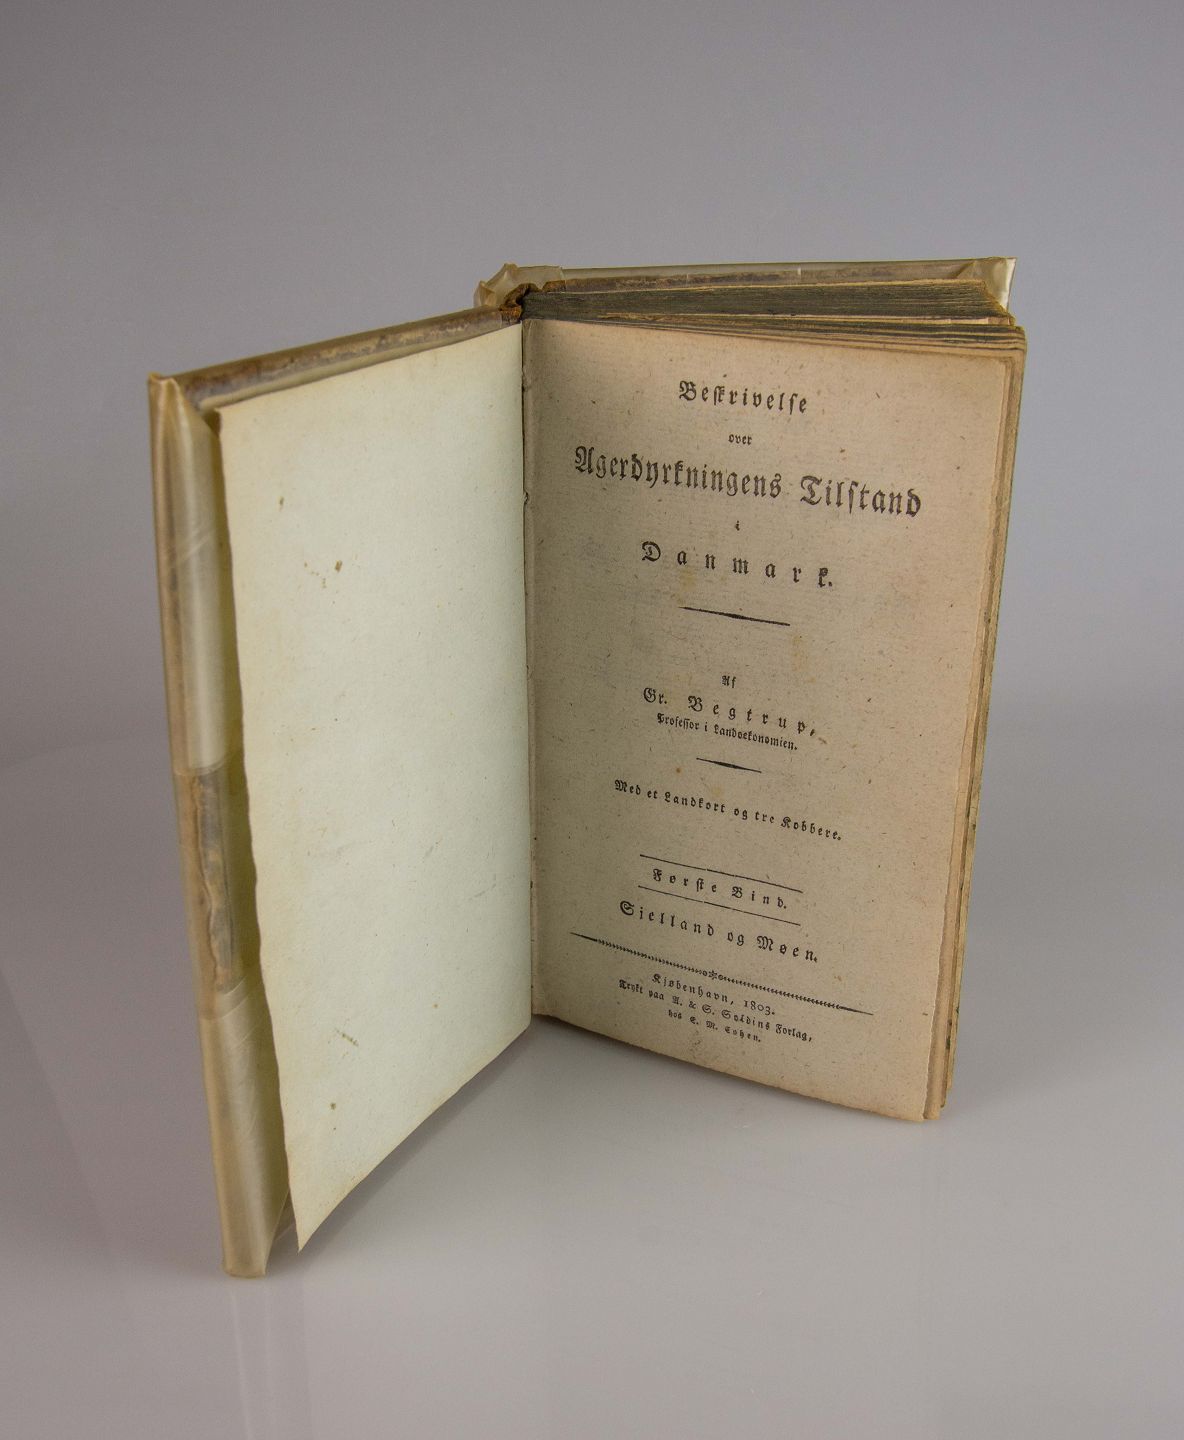 Beskrivelse
over
Agerdyrkningens Tilstand
i
Danmark.
Af
Gr. Begtrup,
Professor i Landoekonomien.
Med et Landkort og tre Kobbere.
Første Bind.
Sjelland og Møen.
Kjøbenhavn, 1803.
Trykt paa A. & S. Soldins Forlag,
hos E. M. Cohen.